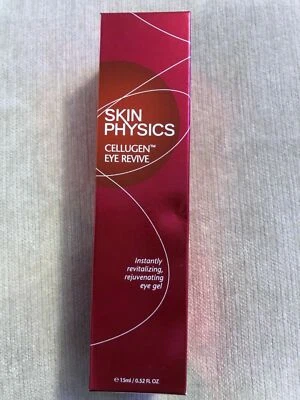 SKIN
PHYSICS
CELLUGEN™
EYE REVIVE
Instantly
revitalizing,
rejuvenating
eye gel
℮ 15ml / 0.52 FL OZ